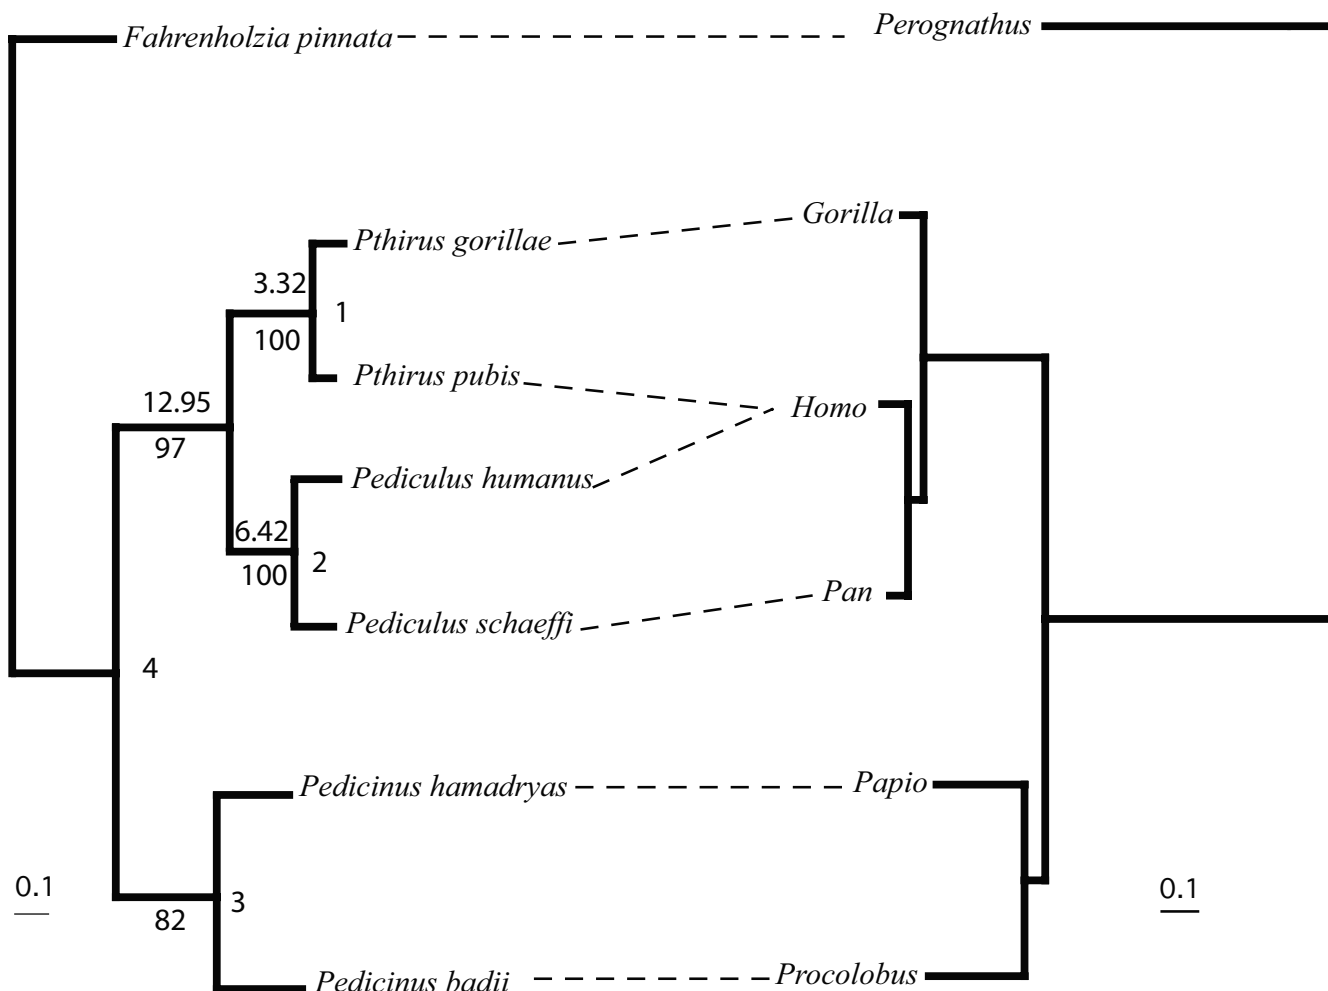 Fahrenholzia pinnata
Perognathus
Pthirus gorillae
Gorilla
3.32
1
100
Pthirus pubis
12.95
97
Homo
Pediculus humanus
6.42
2
100
Pan
Pediculus schaeffi
4
Pedicinus hamadryas
Papio
0.1
3
82
0.1
Pedicinus badii
Procolobus